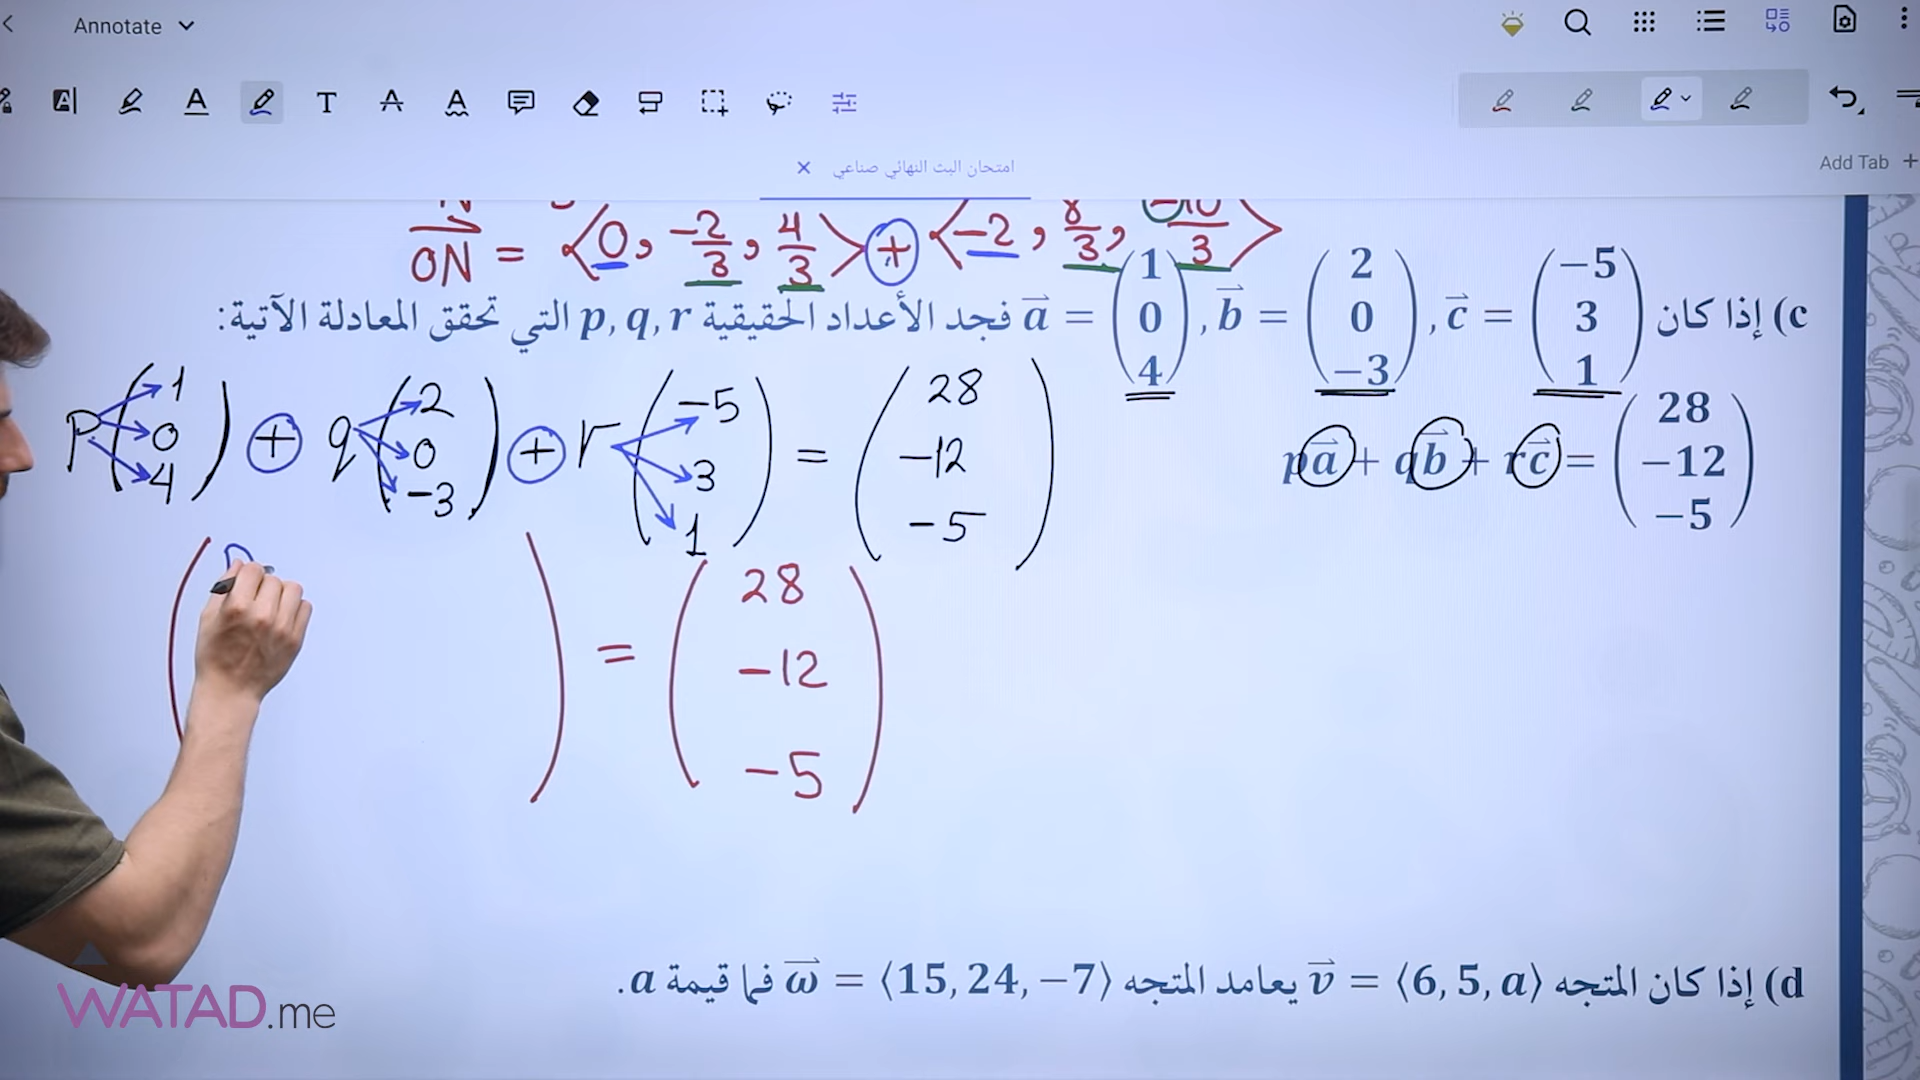 Annotate
T
Add Tab +
امتحان البث النهائي صناعي
ON = <0, -2/3, 4/3> + <-2, 8/3, -10/3>
c) إذا كان a = (1 0 4), b = (2 0 -3), c = (-5 3 1) فجد الأعداد الحقيقية p, q, r التي تحقق المعادلة الآتية:
pa + qb + rc = (28 -12 -5)
P(1 0 4) + q(2 0 -3) + r(-5 3 1) = (28 -12 -5)
(P ) = (28 -12 -5)
d) إذا كان المتجه v = ⟨6, 5, a⟩ يعامد المتجه ω = ⟨15, 24, -7⟩ فما قيمة a.
WATAD.me